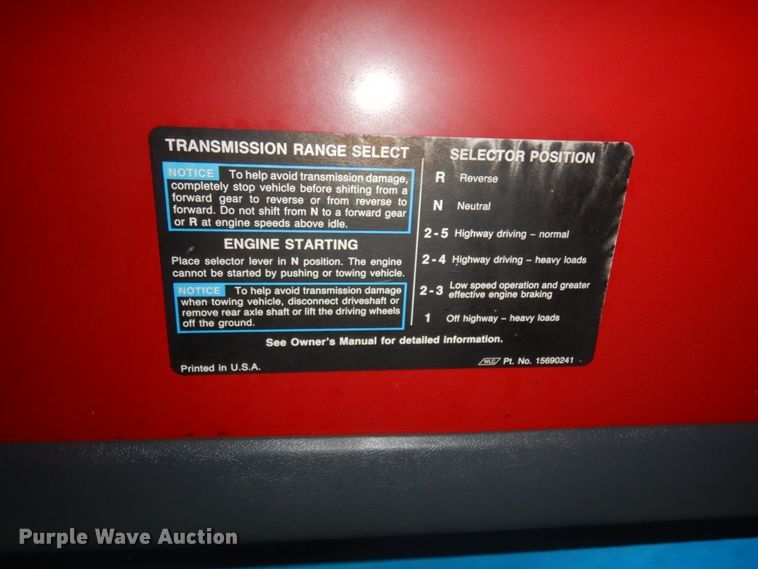 TRANSMISSION RANGE SELECT
NOTICE To help avoid transmission damage,
completely stop vehicle before shifting from a
forward gear to reverse or from reverse to
forward. Do not shift from N to a forward gear
or R at engine speeds above idle.
ENGINE STARTING
Place selector lever in N position. The engine
cannot be started by pushing or towing vehicle.
NOTICE To help avoid transmission damage
when towing vehicle, disconnect driveshaft or
remove rear axle shaft or lift the driving wheels
off the ground.
SELECTOR POSITION
R Reverse
N Neutral
2-5 Highway driving – normal
2-4 Highway driving – heavy loads
2-3 Low speed operation and greater
effective engine braking
1 Off highway – heavy loads
See Owner's Manual for detailed information.
Printed in U.S.A.
WLC Pt. No. 15690241
Purple Wave Auction